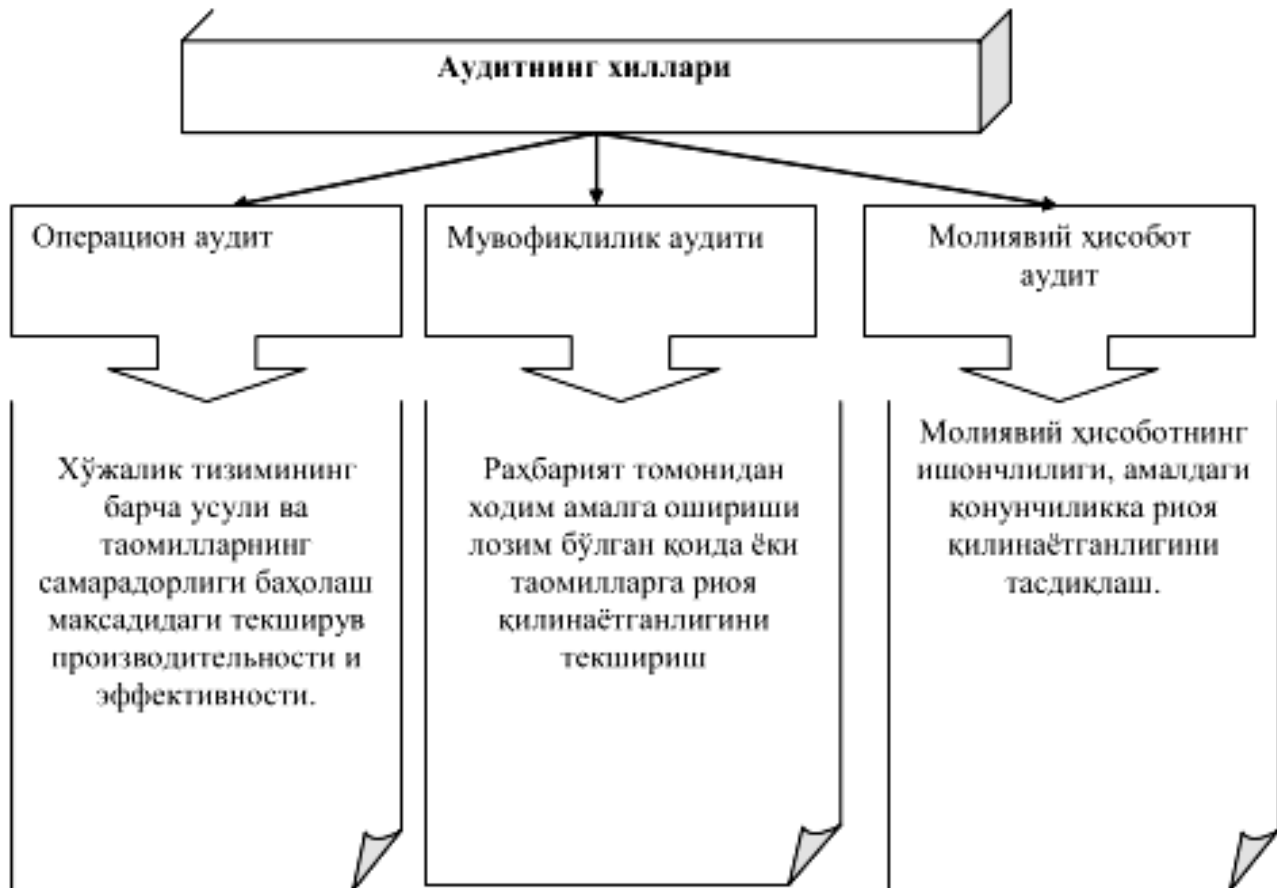 Аудитнинг хиллари
Операцион аудит
Мувофиқлилик аудити
Молиявий ҳисобот
аудит
Хўжалик тизимининг
барча усули ва
таомилларнинг
самарадорлиги баҳолаш
мақсадидаги текширув
производительности и
эффективности.
Раҳбарият томонидан
ходим амалга ошириши
лозим бўлган қоида ёки
таомилларга риоя
қилинаётганлигини
текшириш
Молиявий ҳисоботнинг
ишончлилиги, амалдаги
қонунчиликка риоя
қилинаётганлигини
тасдиқлаш.